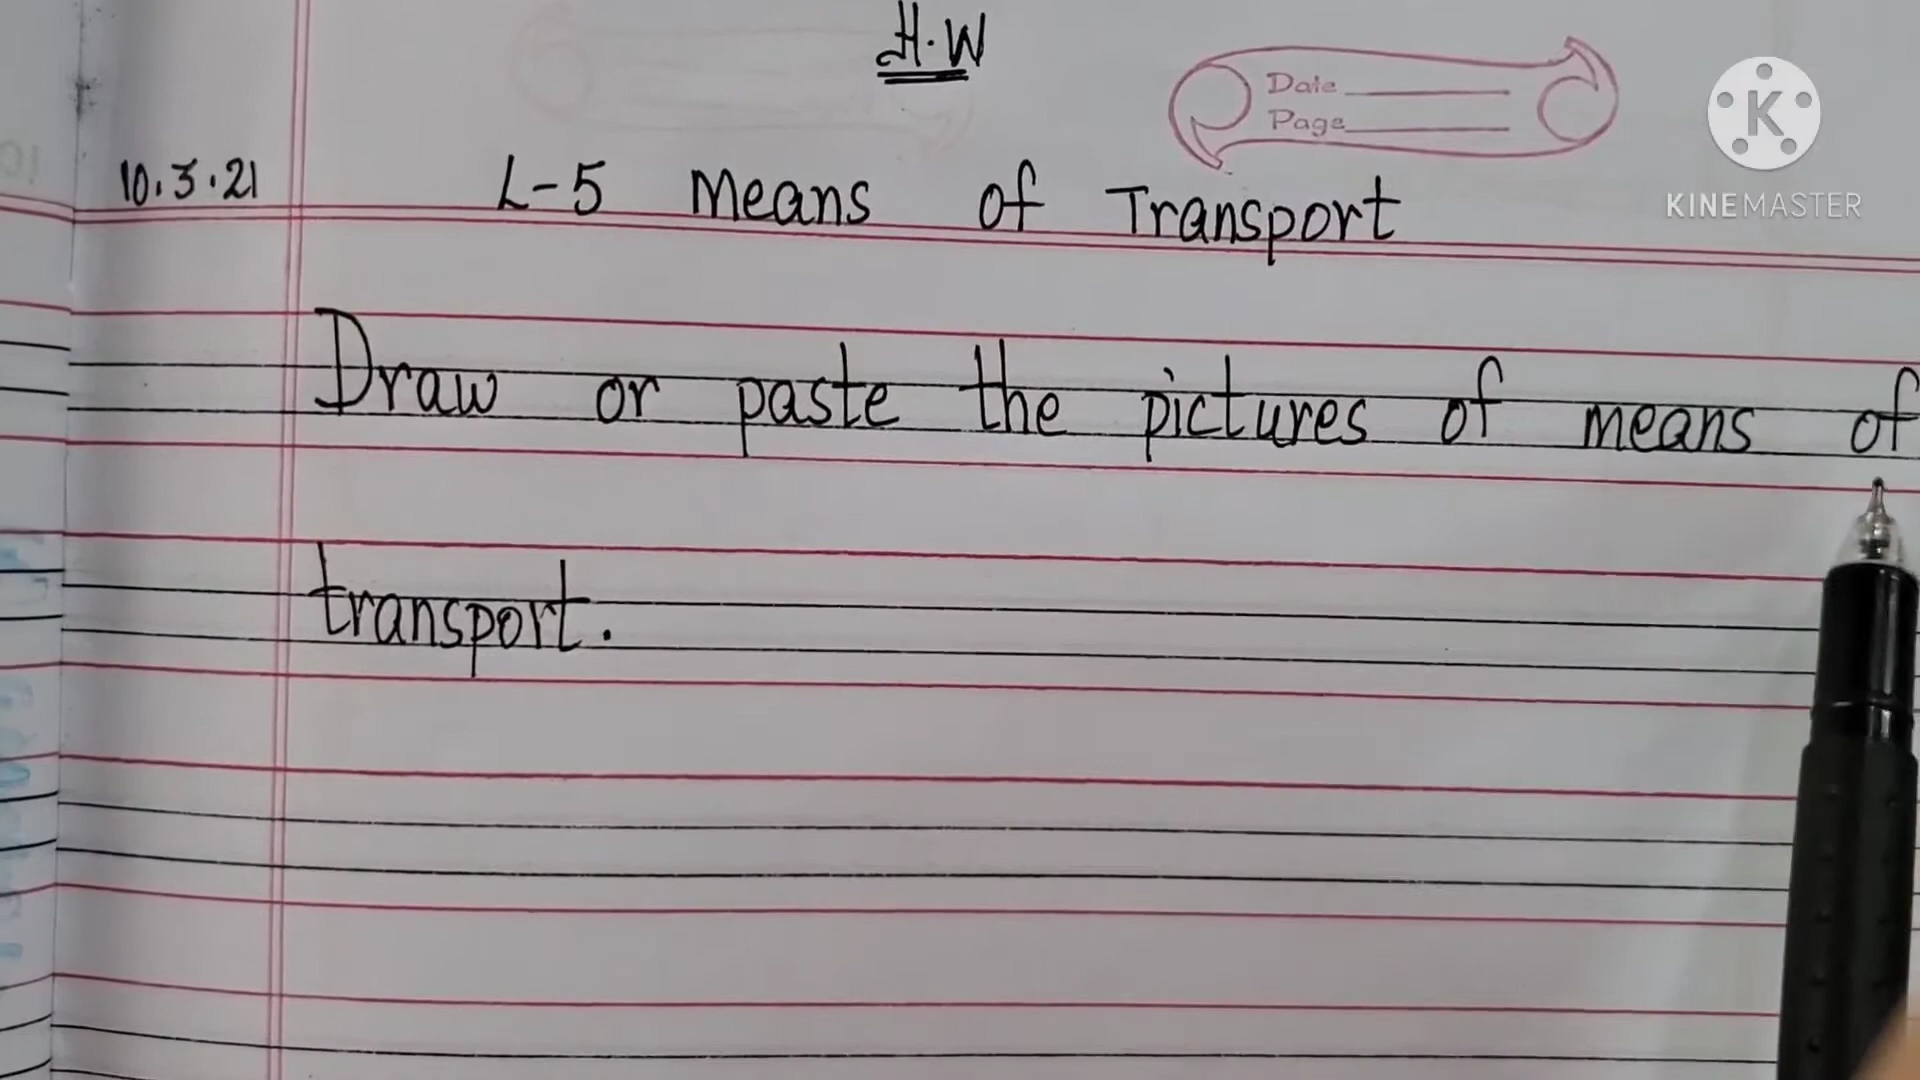 H.W
Date
Page
KINEMASTER
10.3.21 L-5 Means of Transport
Draw or paste the pictures of means of
transport.